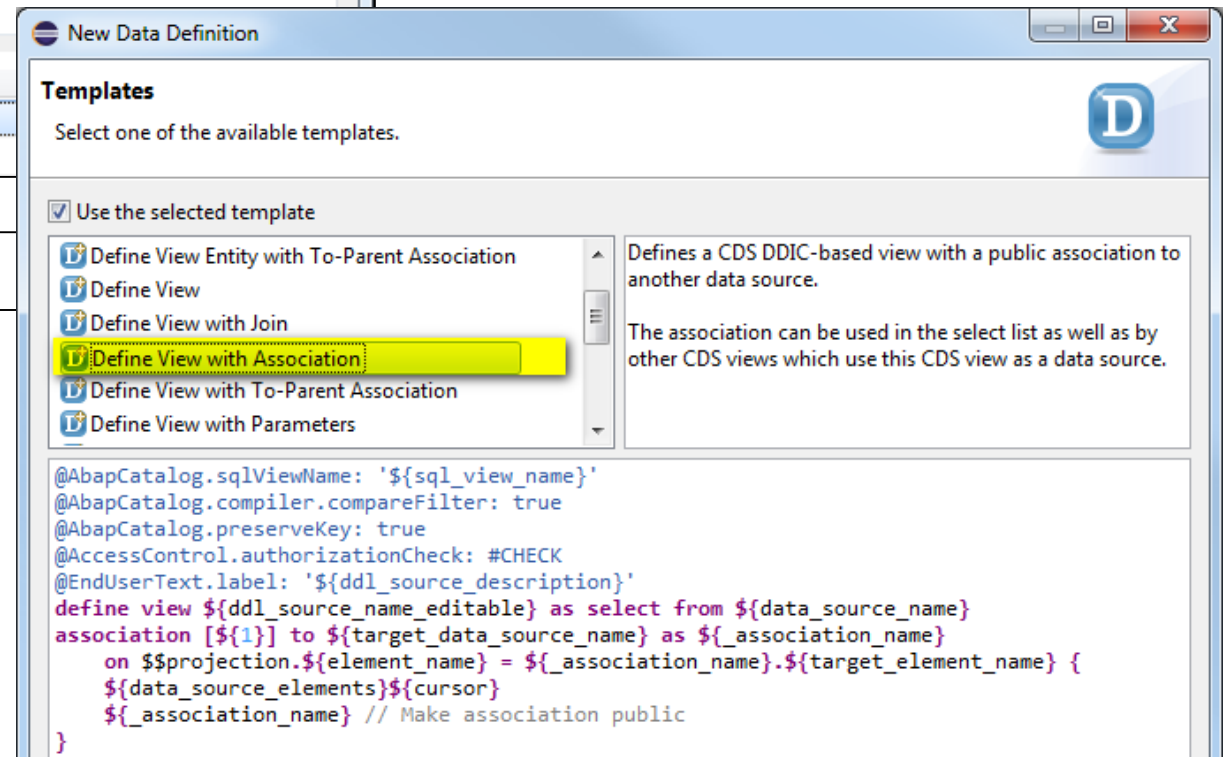 New Data Definition
Templates
Select one of the available templates.
D
Use the selected template
Define View Entity with To-Parent Association
Define View
Define View with Join
Define View with Association
Define View with To-Parent Association
Define View with Parameters
Defines a CDS DDIC-based view with a public association to
another data source.
The association can be used in the select list as well as by
other CDS views which use this CDS view as a data source.
@AbapCatalog.sqlViewName: '${sql_view_name}'
@AbapCatalog.compiler.compareFilter: true
@AbapCatalog.preserveKey: true
@AccessControl.authorizationCheck: #CHECK
@EndUserText.label: '${ddl_source_description}'
define view ${ddl_source_name_editable} as select from ${data_source_name}
association [${1}] to ${target_data_source_name} as ${_association_name}
    on $$projection.${element_name} = ${_association_name}.${target_element_name} {
    ${data_source_elements}${cursor}
    ${_association_name} // Make association public
}